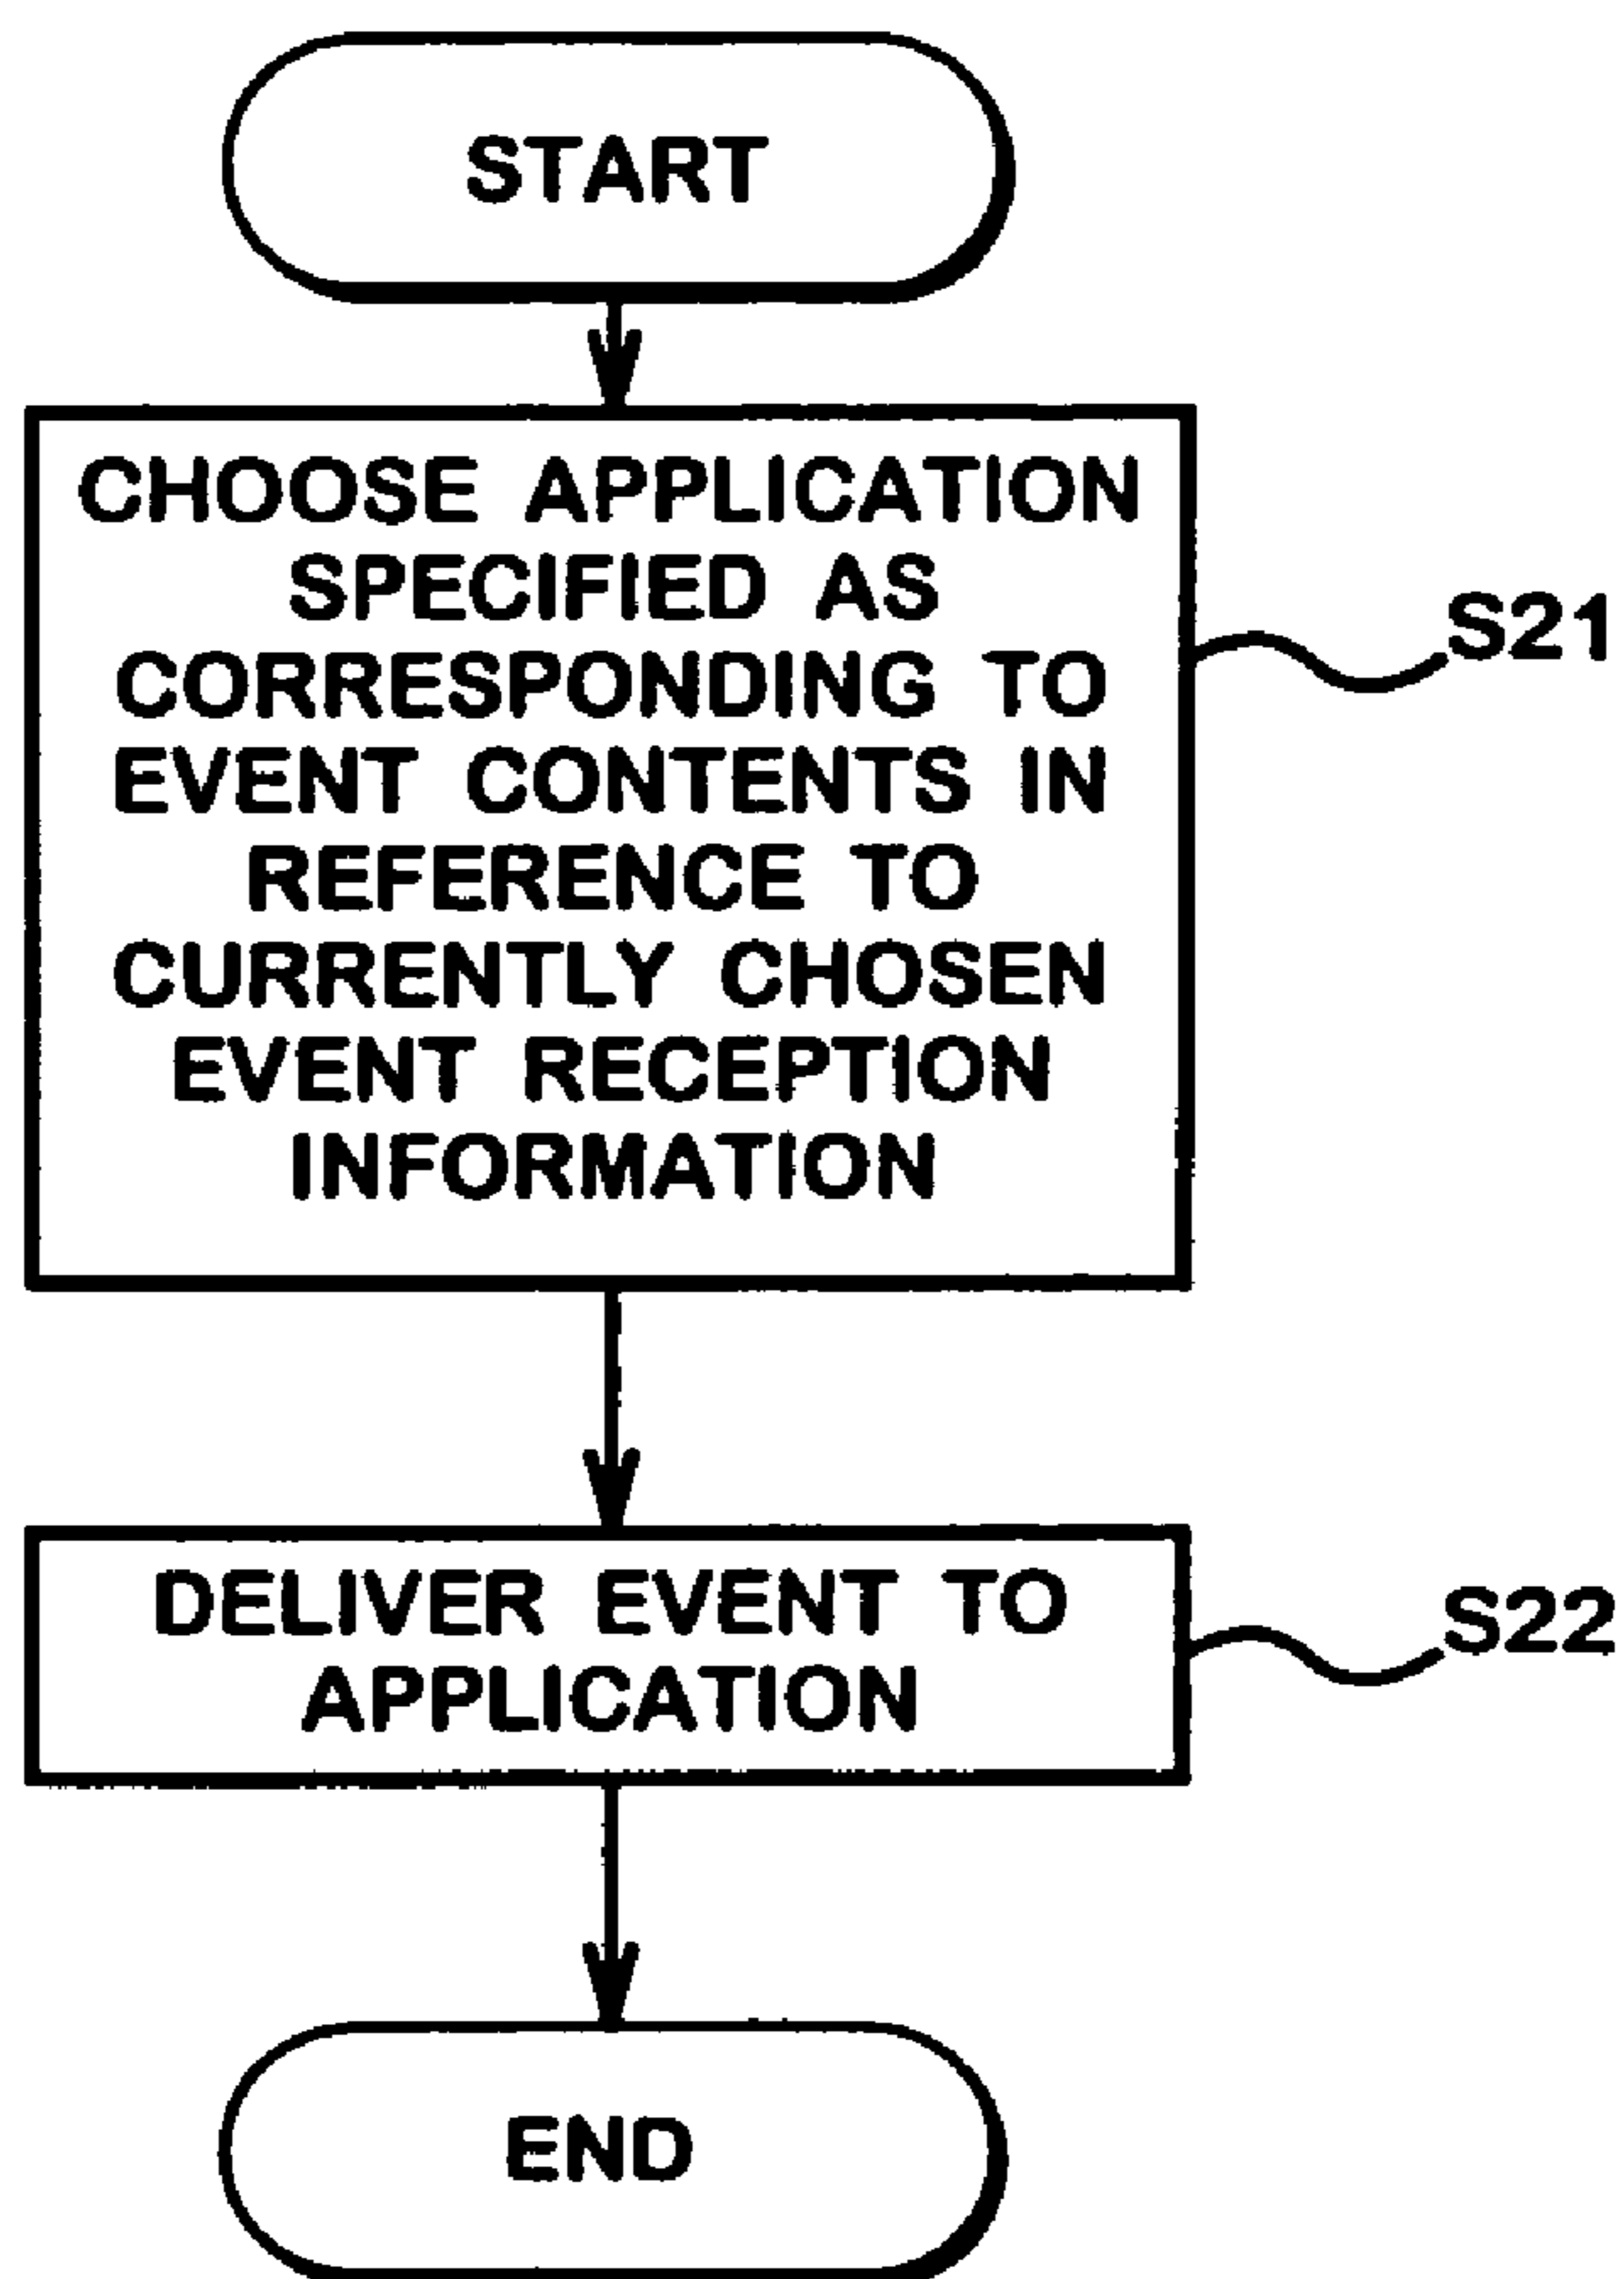 START
CHOOSE APPLICATION
SPECIFIED AS
CORRESPONDING TO
EVENT CONTENTS IN
REFERENCE TO
CURRENTLY CHOSEN
EVENT RECEPTION
INFORMATION
S21
DELIVER EVENT TO
APPLICATION
S22
END